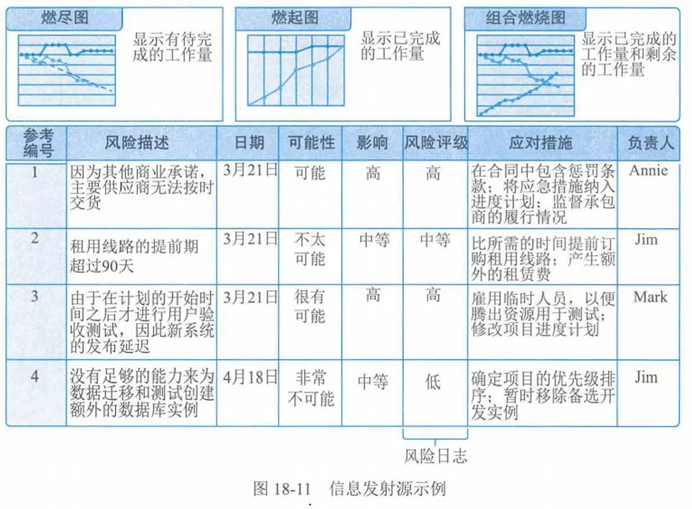 燃尽图
显示有待完
成的工作量
燃起图
显示已完成
的工作量
组合燃烧图
显示已完成的
工作量和剩余
的工作量
参考
编号
风险描述
日期
可能性
影响
风险评级
应对措施
负责人
1
因为其他商业承诺，
主要供应商无法按时
交货
3月21日
可能
高
高
在合同中包含惩罚条
款；将应急措施纳入
进度计划；监督承包
商的履行情况
Annie
2
租用线路的提前期
超过90天
3月21日
不太
可能
中等
中等
比所需的时间提前订
购租用线路；产生额
外的租赁费
Jim
3
由于在计划的开始时
间之后才进行用户验
收测试，因此新系统
的发布延迟
3月21日
很有
可能
高
高
雇用临时人员，以便
腾出资源用于测试；
修改项目进度计划
Mark
4
没有足够的能力来为
数据迁移和测试创建
额外的数据库实例
4月18日
非常
不可能
中等
低
确定项目的优先级排
序；暂时移除备选开
发实例
Jim
风险日志
图 18-11 信息发射源示例